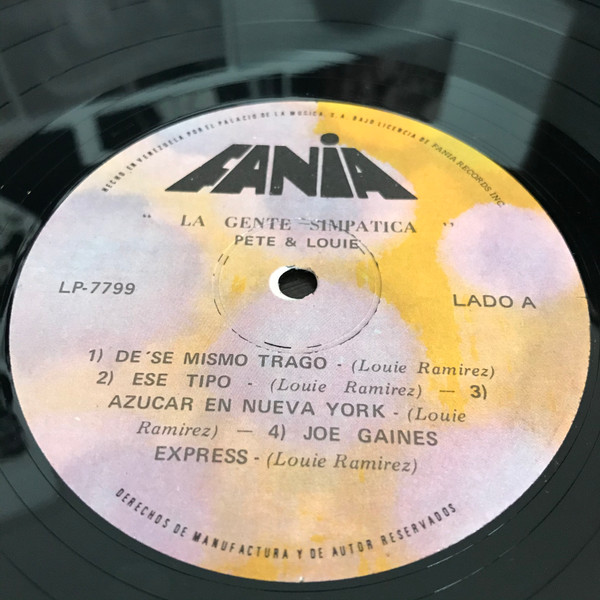 HECHO EN VENEZUELA POR EL PALACIO DE LA MUSICA, S.A. BAJO LICENCIA DE FANIA RECORDS INC.
FANIA
" LA GENTE SIMPATICA "
PETE & LOUIE
LP-7799
LADO A
1) DE´SE MISMO TRAGO - (Louie Ramirez)
2) ESE TIPO - (Louie Ramirez) — 3)
AZUCAR EN NUEVA YORK - (Louie
Ramirez) — 4) JOE GAINES
EXPRESS - (Louie Ramirez)
DERECHOS DE MANUFACTURA Y DE AUTOR RESERVADOS